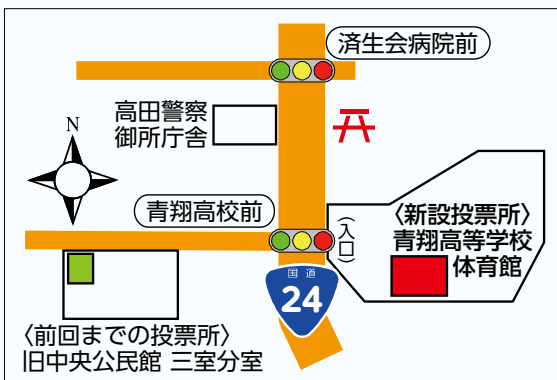 済生会病院前
高田警察
御所庁舎
N
青翔高校前
(入口)
〈新設投票所〉
青翔高等学校
体育館
国道
24
〈前回までの投票所〉
旧中央公民館 三室分室